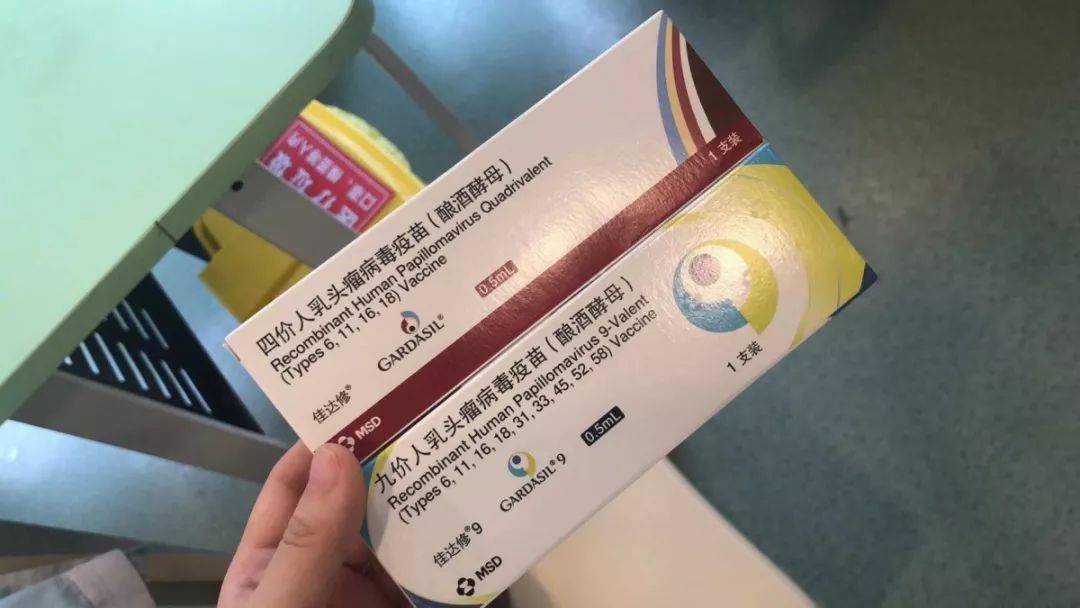 四价人乳头瘤病毒疫苗（酿酒酵母）
Recombinant Human Papillomavirus Quadrivalent
(Types 6, 11, 16, 18) Vaccine
0.5mL
佳达修®
GARDASIL®
MSD
1 支装
九价人乳头瘤病毒疫苗（酿酒酵母）
Recombinant Human Papillomavirus 9-Valent
(Types 6, 11, 16, 18, 31, 33, 45, 52, 58) Vaccine
0.5mL
佳达修®9
GARDASIL®9
MSD
1 支装